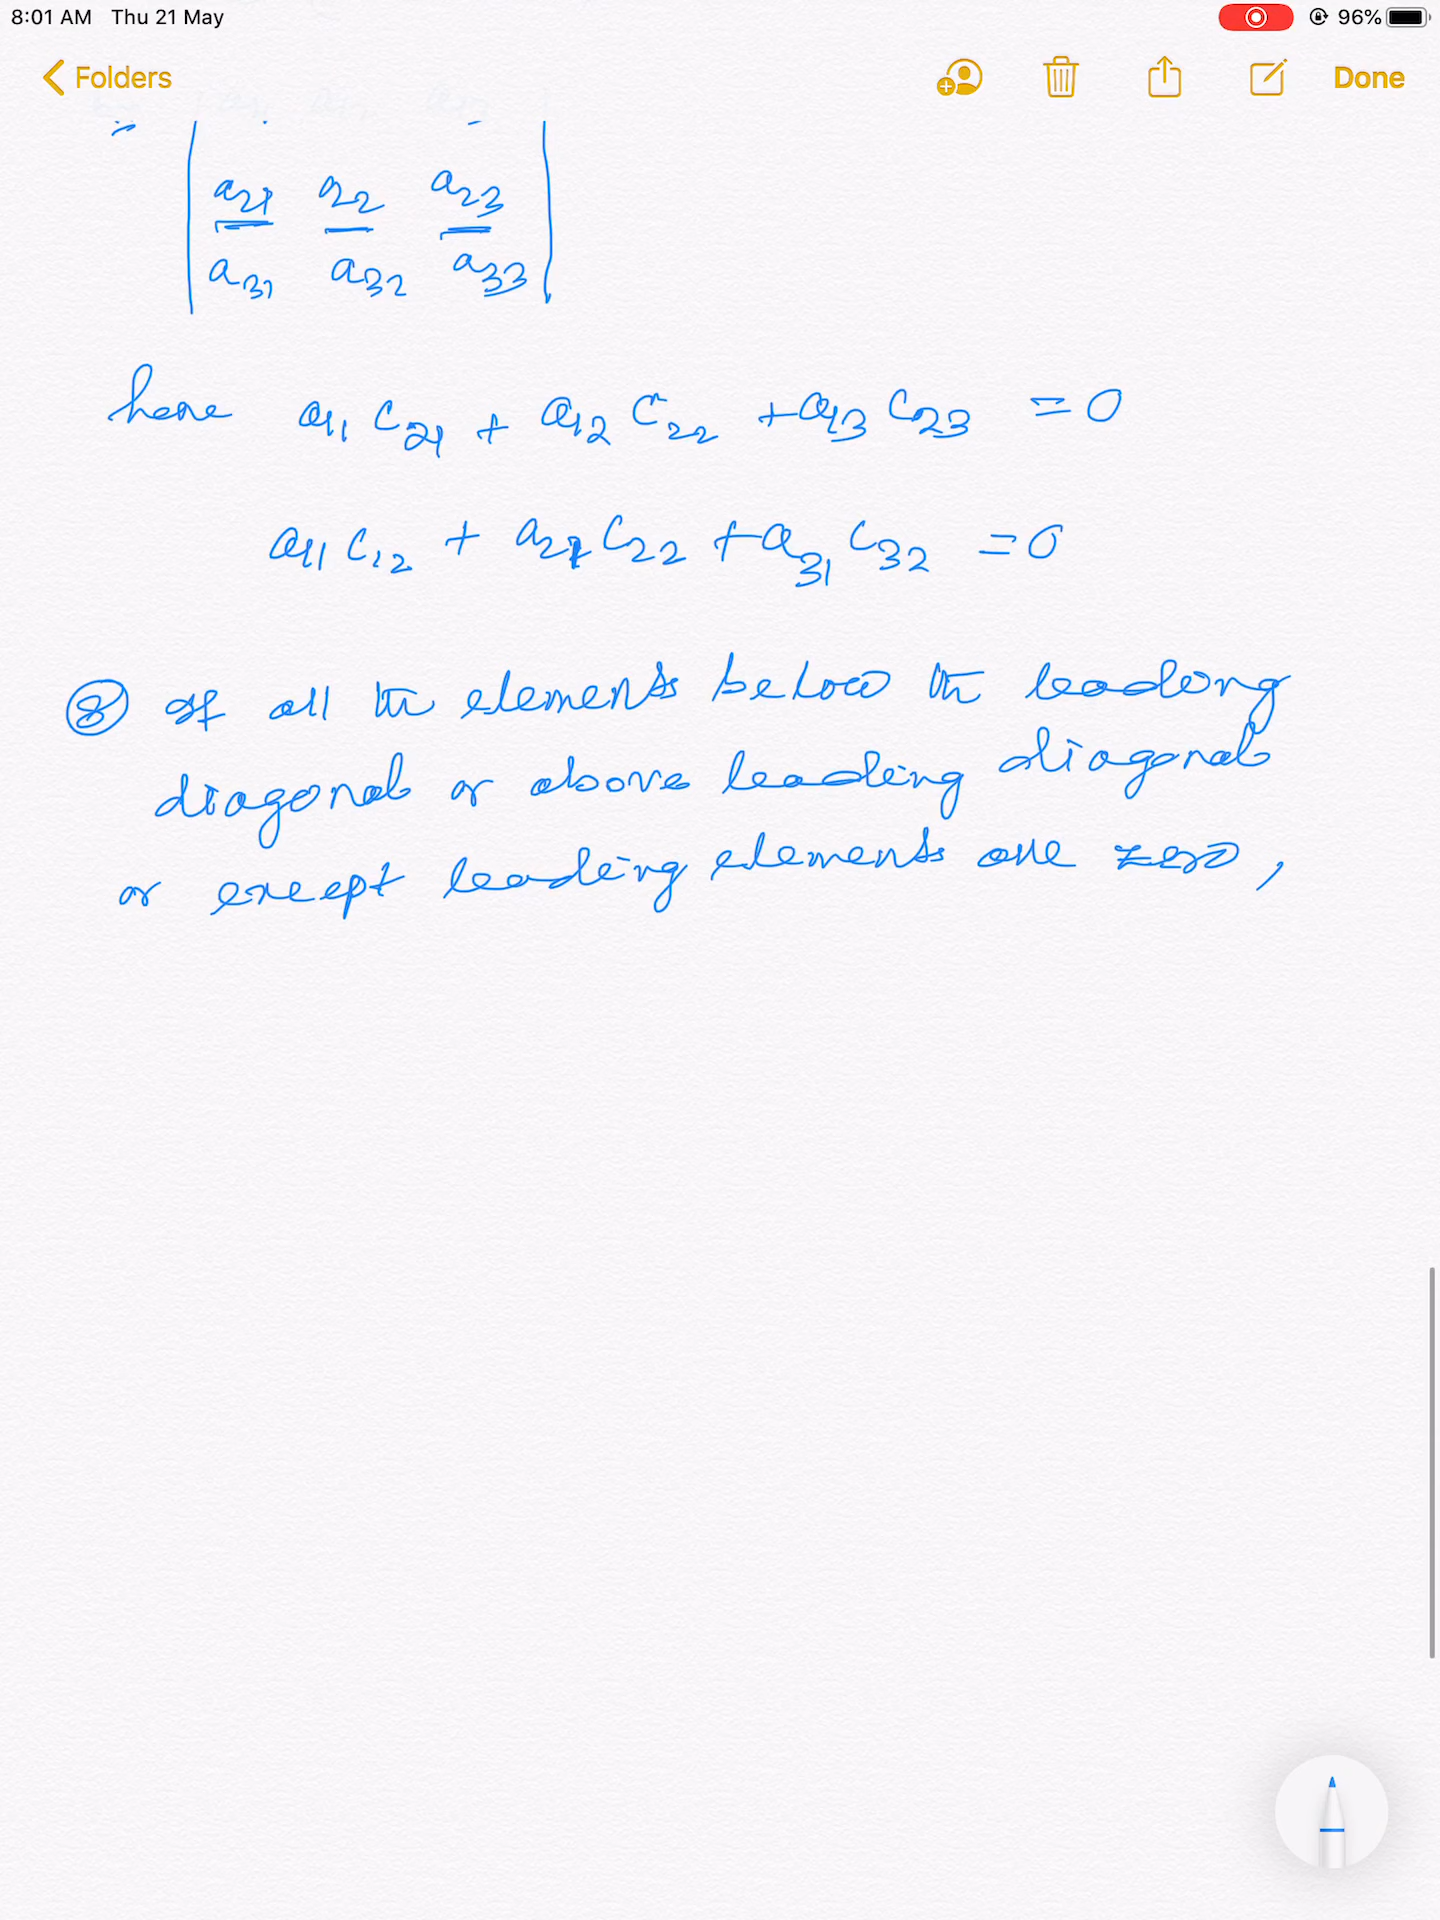 8:01 AM Thu 21 May 96%
Folders Done
a21 a22 a23
a31 a32 a33
here a11 C21 + a12 C22 + a13 C23 = 0
a11 C12 + a21 C22 + a31 C32 = 0
⑧ If all the elements below the leading
diagonal or above leading diagonal
or except leading elements are zero,